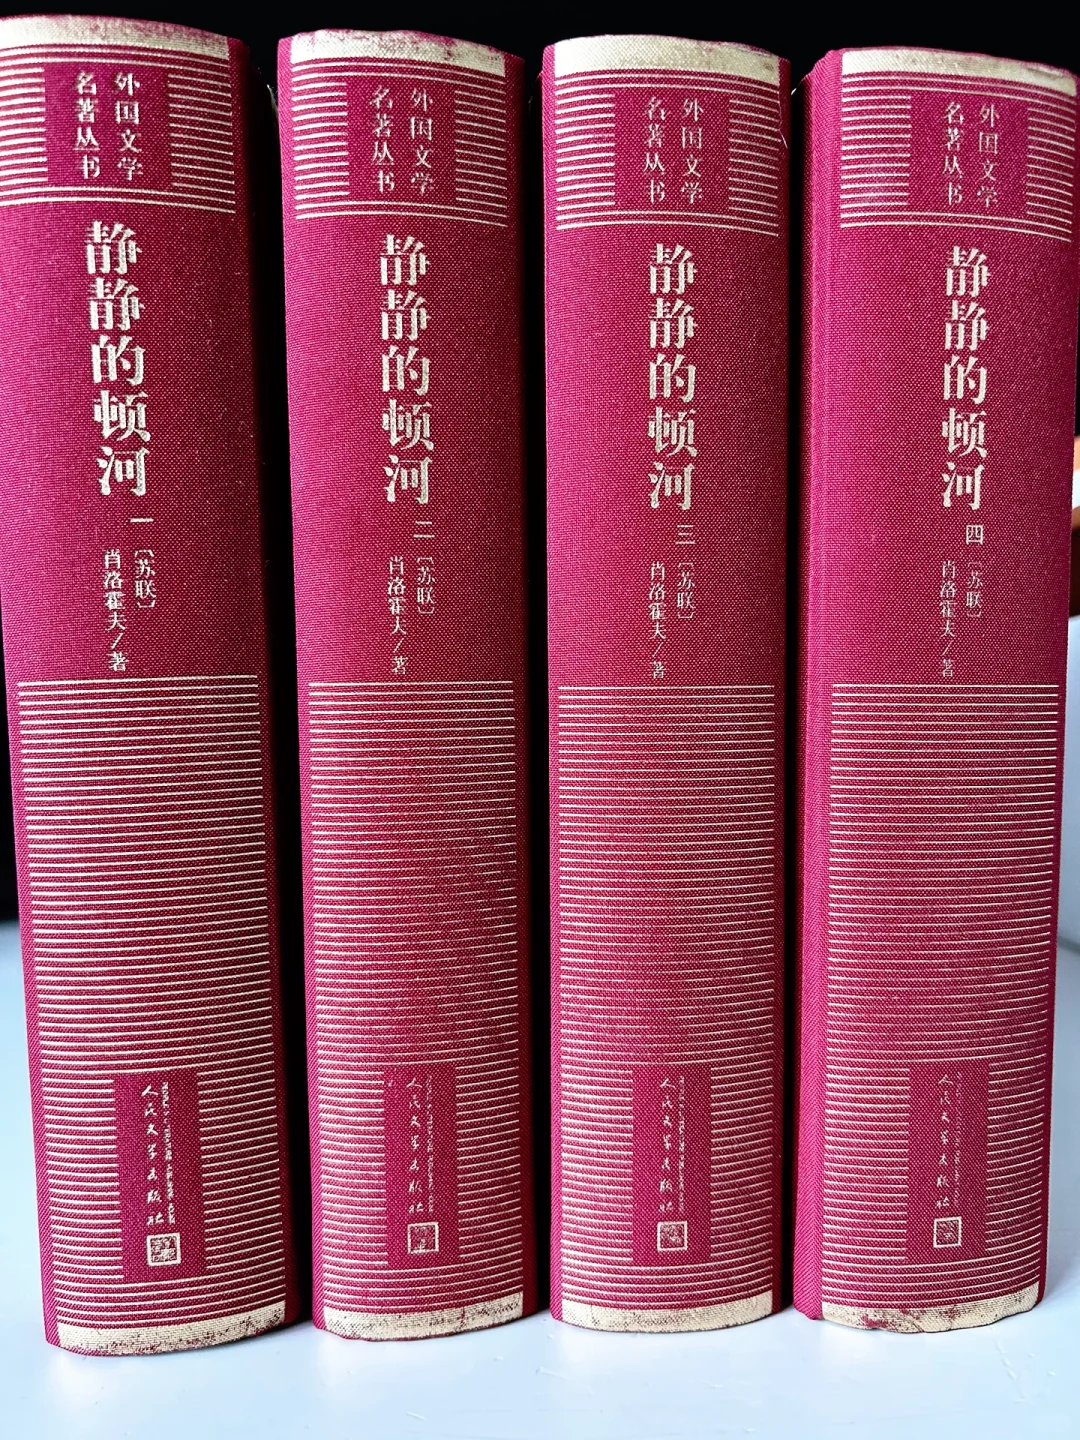 外国文学
名著丛书
静静的顿河
一
[苏联]
肖洛霍夫/著
人民文学出版社
外国文学
名著丛书
静静的顿河
二
[苏联]
肖洛霍夫/著
人民文学出版社
外国文学
名著丛书
静静的顿河
三
[苏联]
肖洛霍夫/著
人民文学出版社
外国文学
名著丛书
静静的顿河
四
[苏联]
肖洛霍夫/著
人民文学出版社